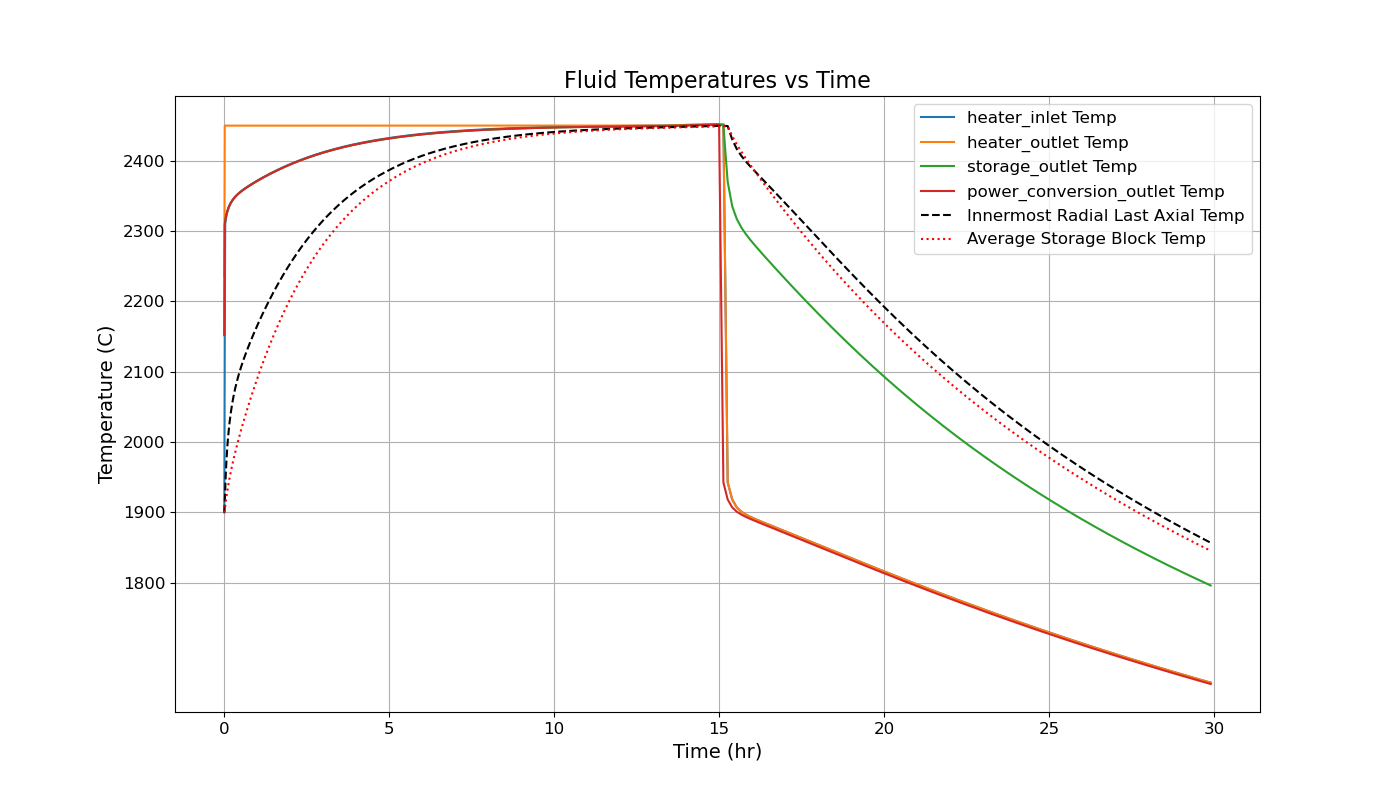 Fluid Temperatures vs Time
heater_inlet Temp
heater_outlet Temp
storage_outlet Temp
power_conversion_outlet Temp
Innermost Radial Last Axial Temp
Average Storage Block Temp
Temperature (C)
2400
2300
2200
2100
2000
1900
1800
0 5 10 15 20 25 30
Time (hr)